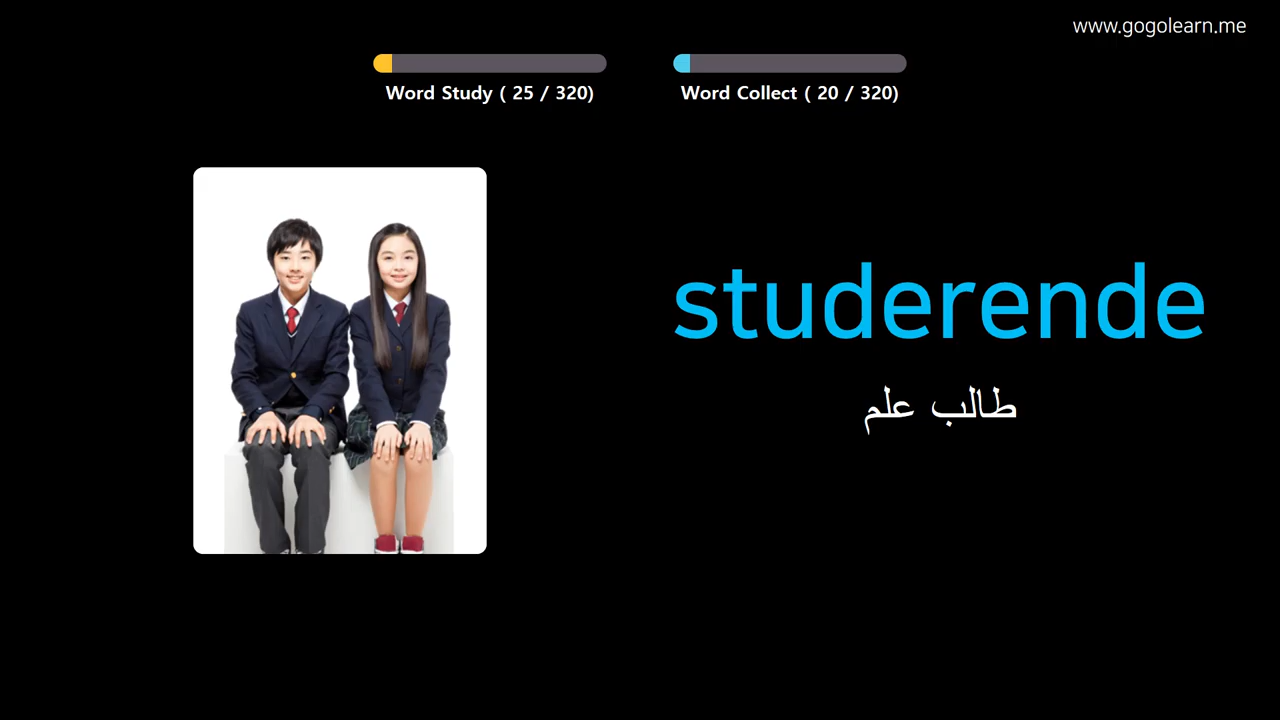 www.gogolearn.me
Word Study ( 25 / 320)
Word Collect ( 20 / 320)
studerende
طالب علم